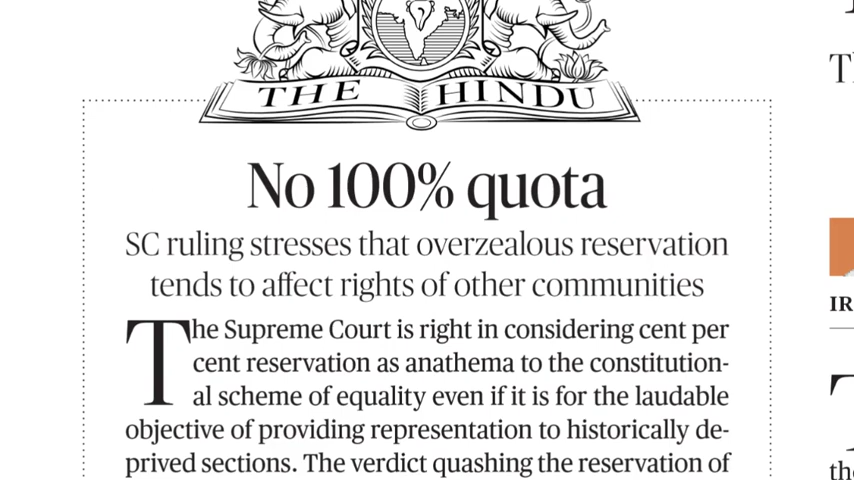 THE HINDU
No 100% quota
SC ruling stresses that overzealous reservation
tends to affect rights of other communities
The Supreme Court is right in considering cent per
cent reservation as anathema to the constitution-
al scheme of equality even if it is for the laudable
objective of providing representation to historically de-
prived sections. The verdict quashing the reservation of
IR